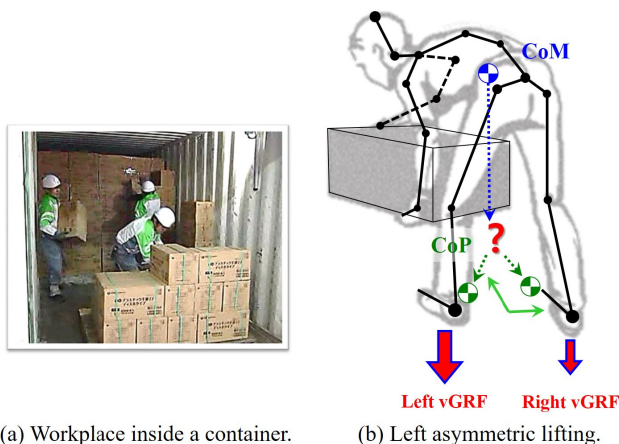 CoM
?
CoP
Left vGRF
Right vGRF
(a) Workplace inside a container.
(b) Left asymmetric lifting.